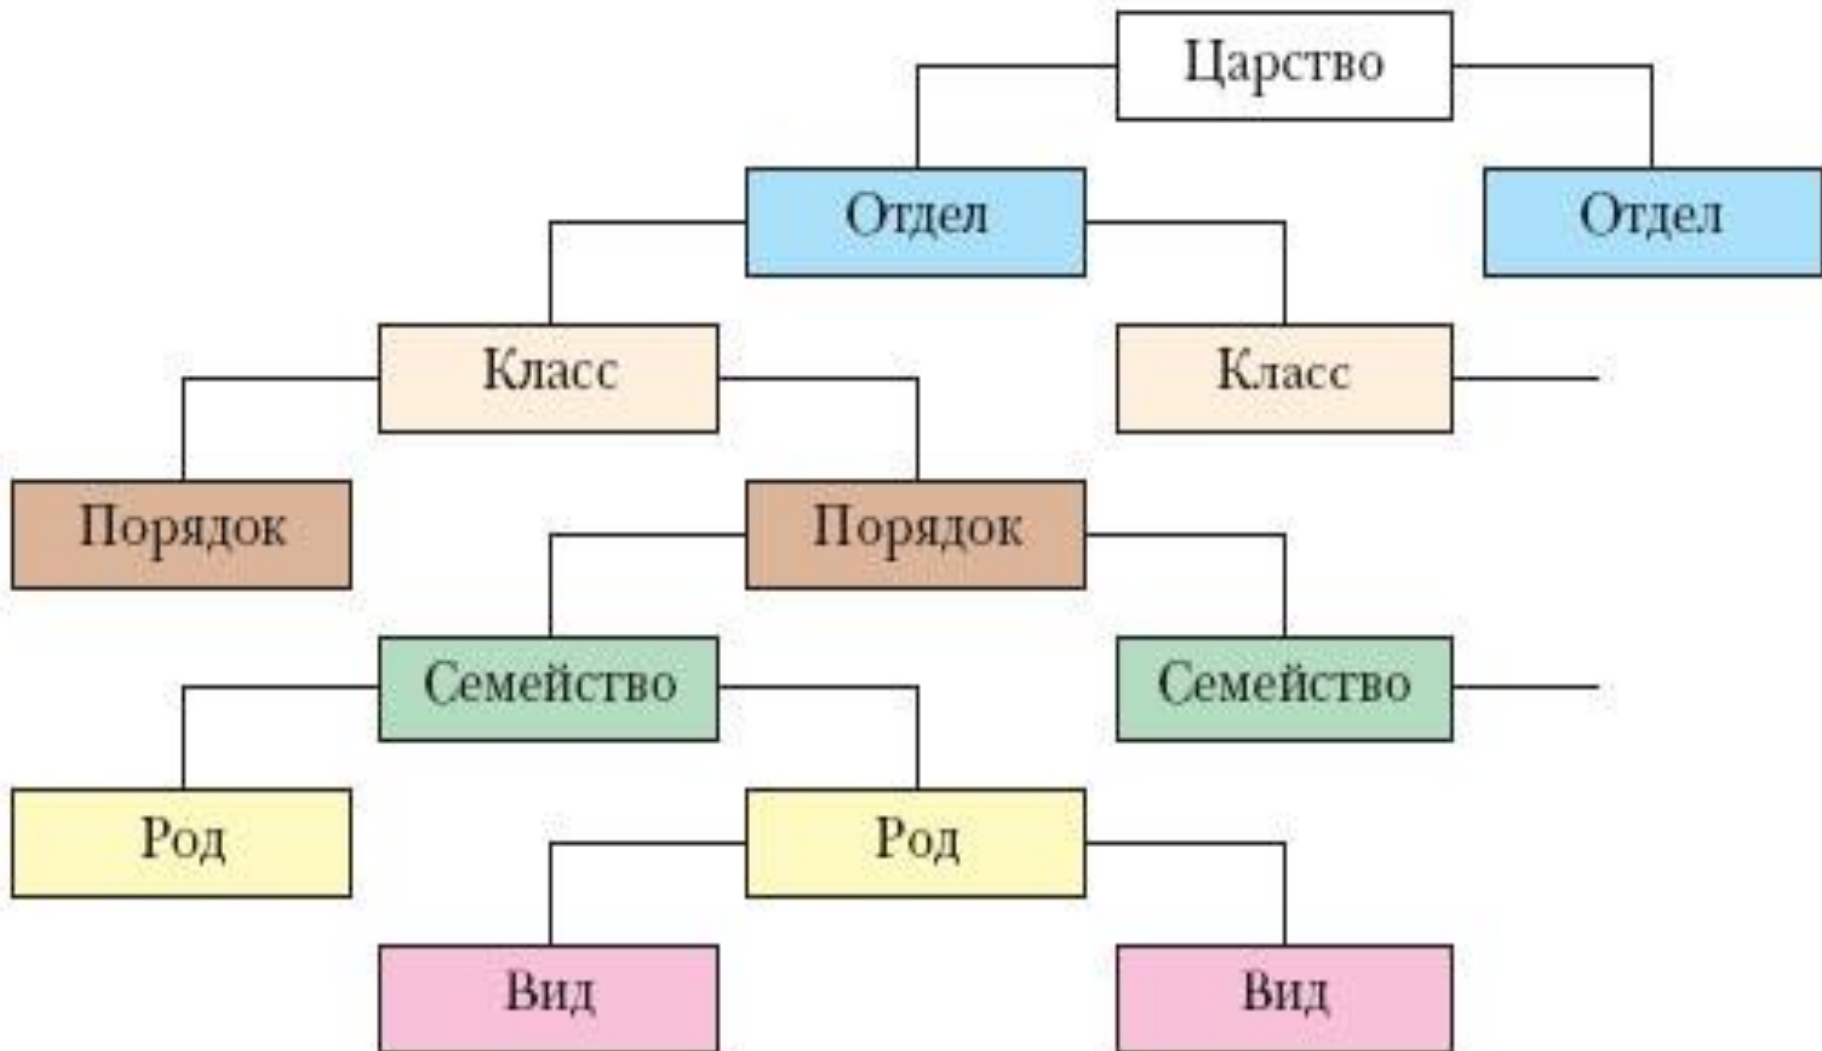 Царство
Отдел
Отдел
Класс
Класс
Порядок
Порядок
Семейство
Семейство
Род
Род
Вид
Вид